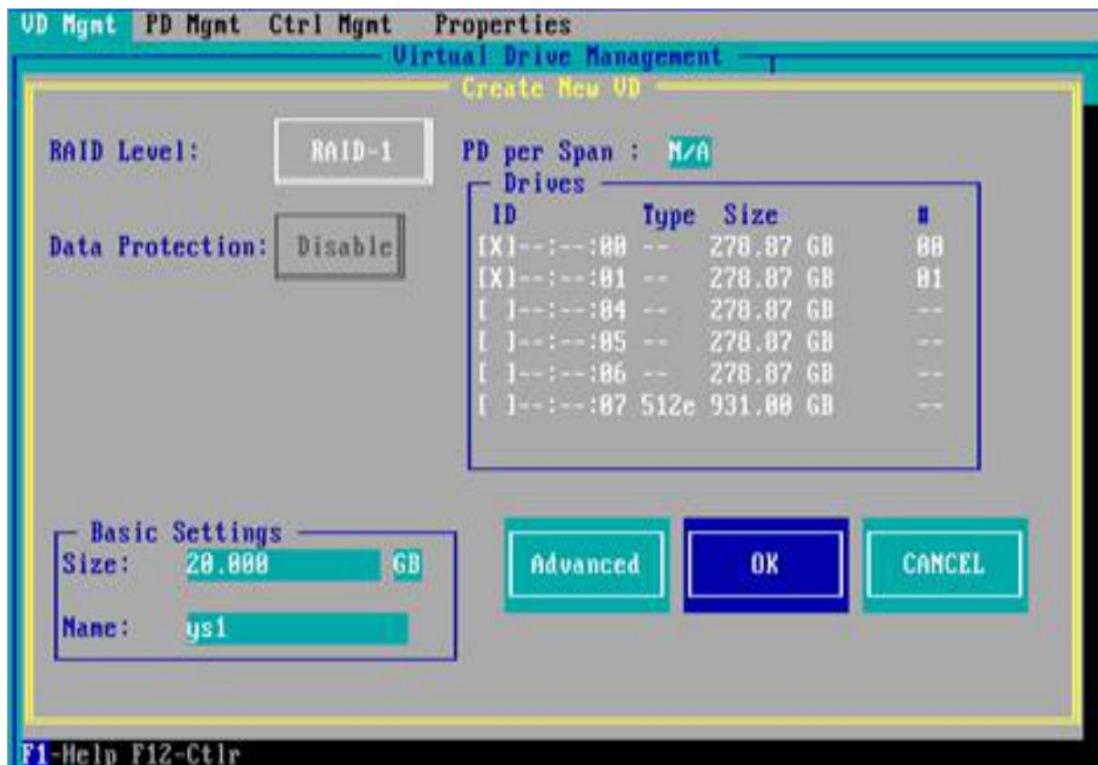 VD Mgmt PD Mgmt Ctrl Mgmt Properties
Virtual Drive Management
Create New VD
RAID Level: RAID-1 PD per Span : N/A
Drives
ID Type Size #
Data Protection: Disable
[X]--:--:00 -- 278.87 GB 00
[X]--:--:01 -- 278.87 GB 01
[ ]--:--:04 -- 278.87 GB --
[ ]--:--:05 -- 278.87 GB --
[ ]--:--:06 -- 278.87 GB --
[ ]--:--:07 512e 931.00 GB --
Basic Settings
Size: 20.000 GB
Name: ys1
Advanced OK CANCEL
F1-Help F12-Ctlr